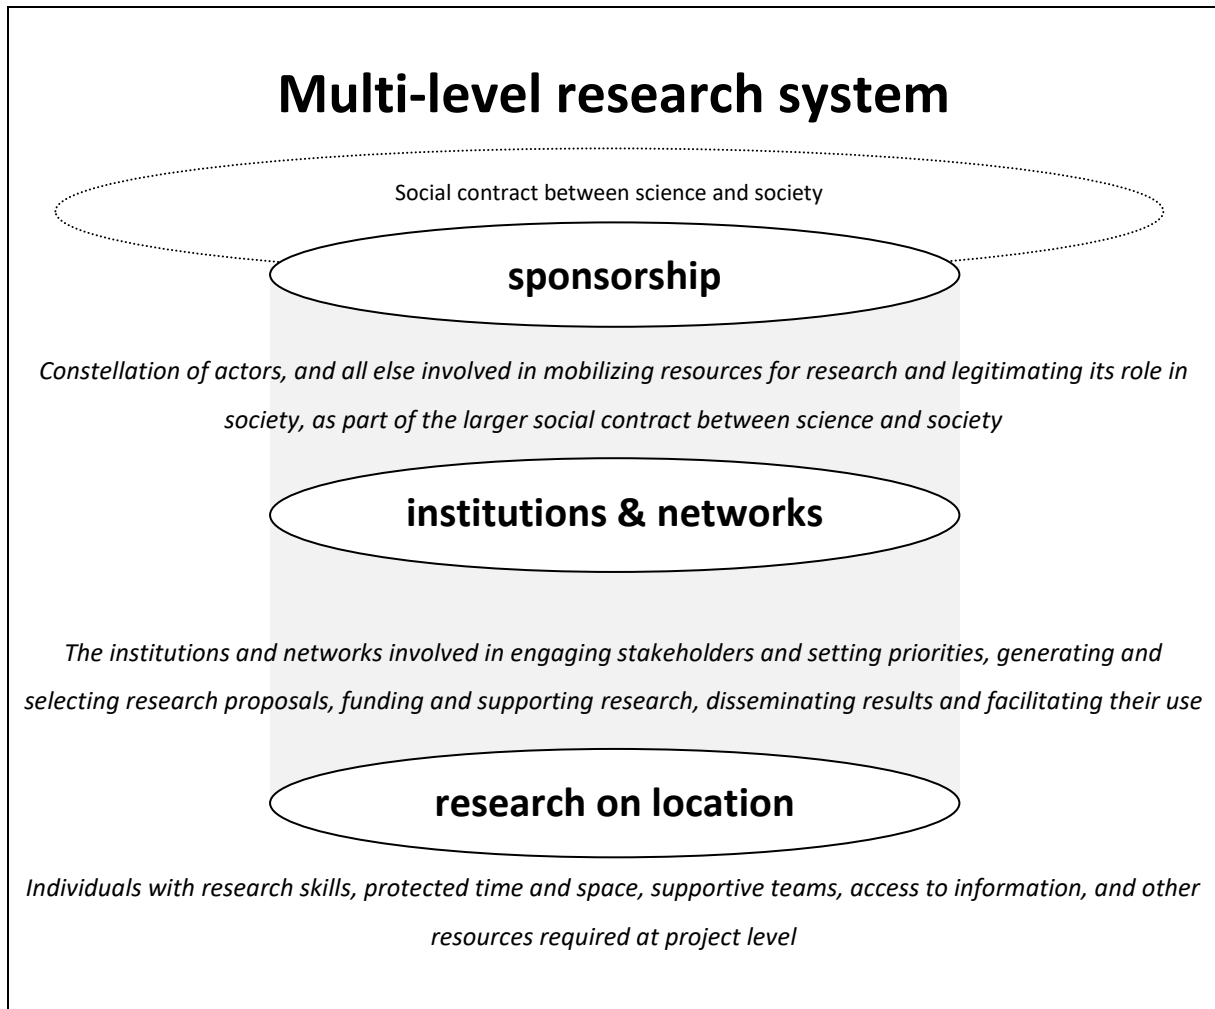 Multi-level research system
Social contract between science and society
sponsorship
Constellation of actors, and all else involved in mobilizing resources for research and legitimating its role in
society, as part of the larger social contract between science and society
institutions & networks
The institutions and networks involved in engaging stakeholders and setting priorities, generating and
selecting research proposals, funding and supporting research, disseminating results and facilitating their use
research on location
Individuals with research skills, protected time and space, supportive teams, access to information, and other
resources required at project level